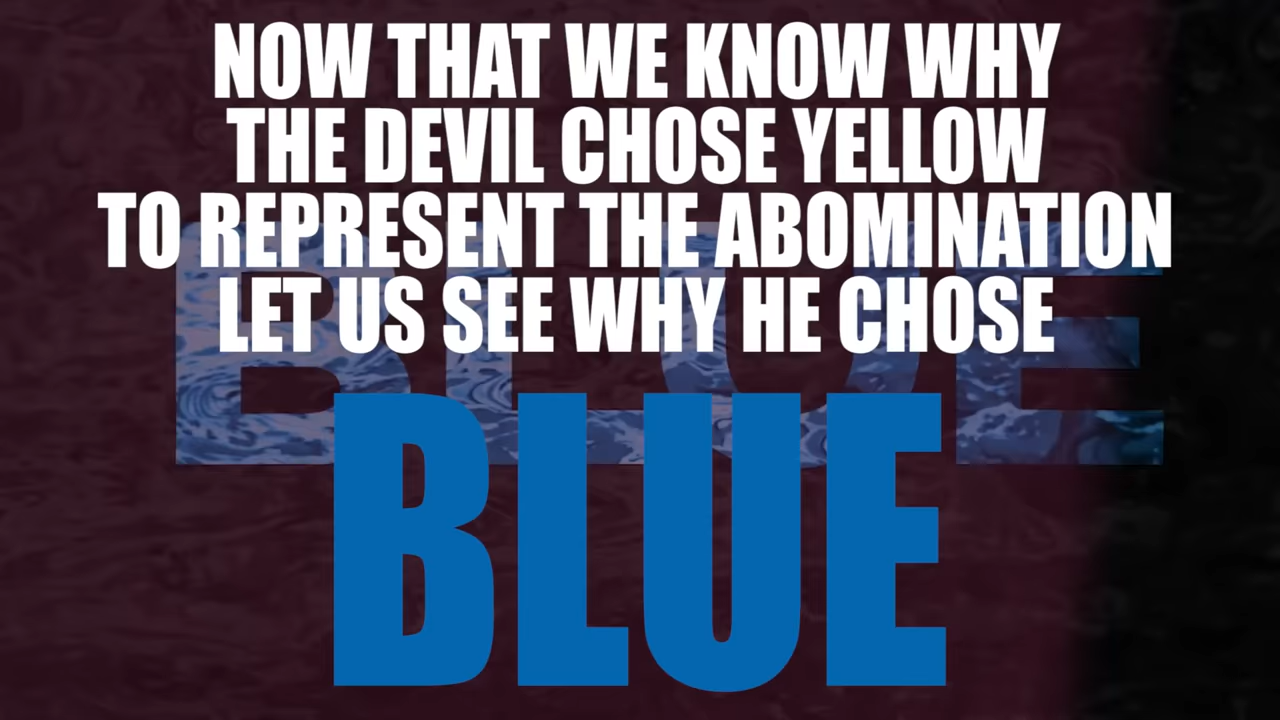 NOW THAT WE KNOW WHY
THE DEVIL CHOSE YELLOW
TO REPRESENT THE ABOMINATION
LET US SEE WHY HE CHOSE
BLUE
BLUE